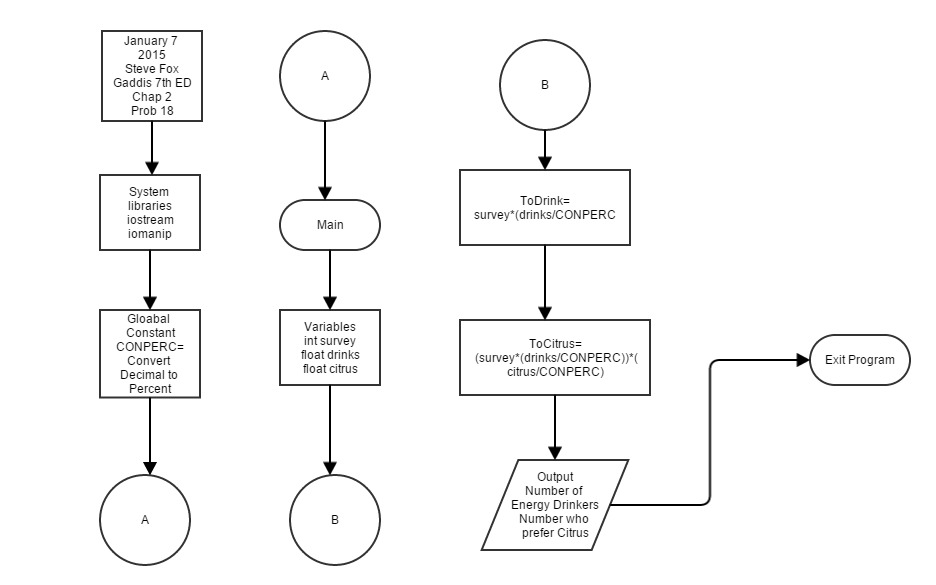 January 7
2015
Steve Fox
Gaddis 7th ED
Chap 2
Prob 18
System
libraries
iostream
iomanip
Gloabal
Constant
CONPERC=
Convert
Decimal to
Percent
A
A
Main
Variables
int survey
float drinks
float citrus
B
B
ToDrink=
survey*(drinks/CONPERC
ToCitrus=
(survey*(drinks/CONPERC))*(
citrus/CONPERC)
Output
Number of
Energy Drinkers
Number who
prefer Citrus
Exit Program